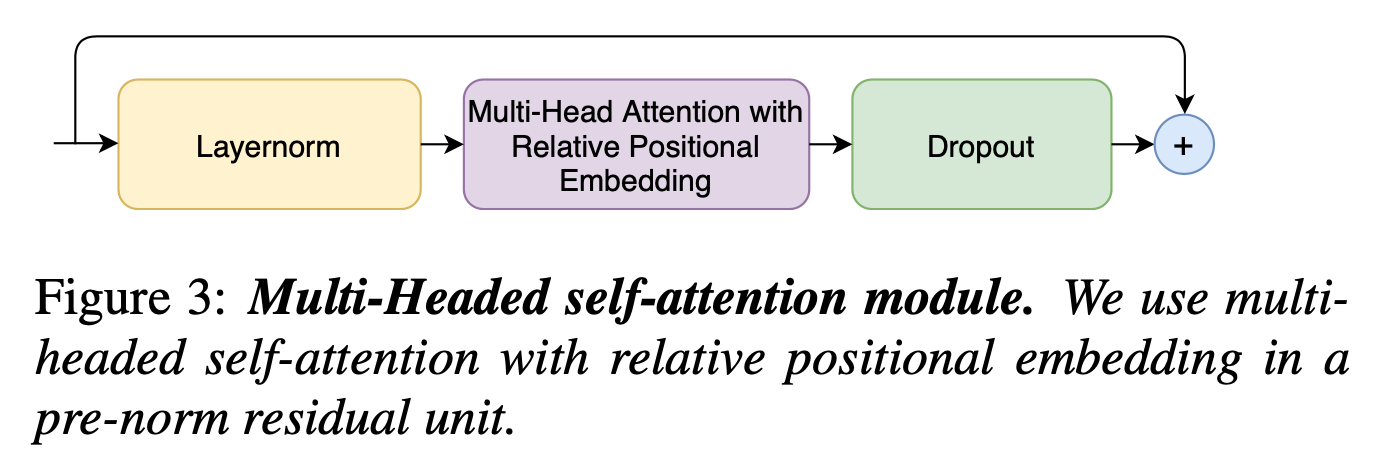 Layernorm
Multi-Head Attention with
Relative Positional
Embedding
Dropout
+
Figure 3: Multi-Headed self-attention module. We use multi-
headed self-attention with relative positional embedding in a
pre-norm residual unit.